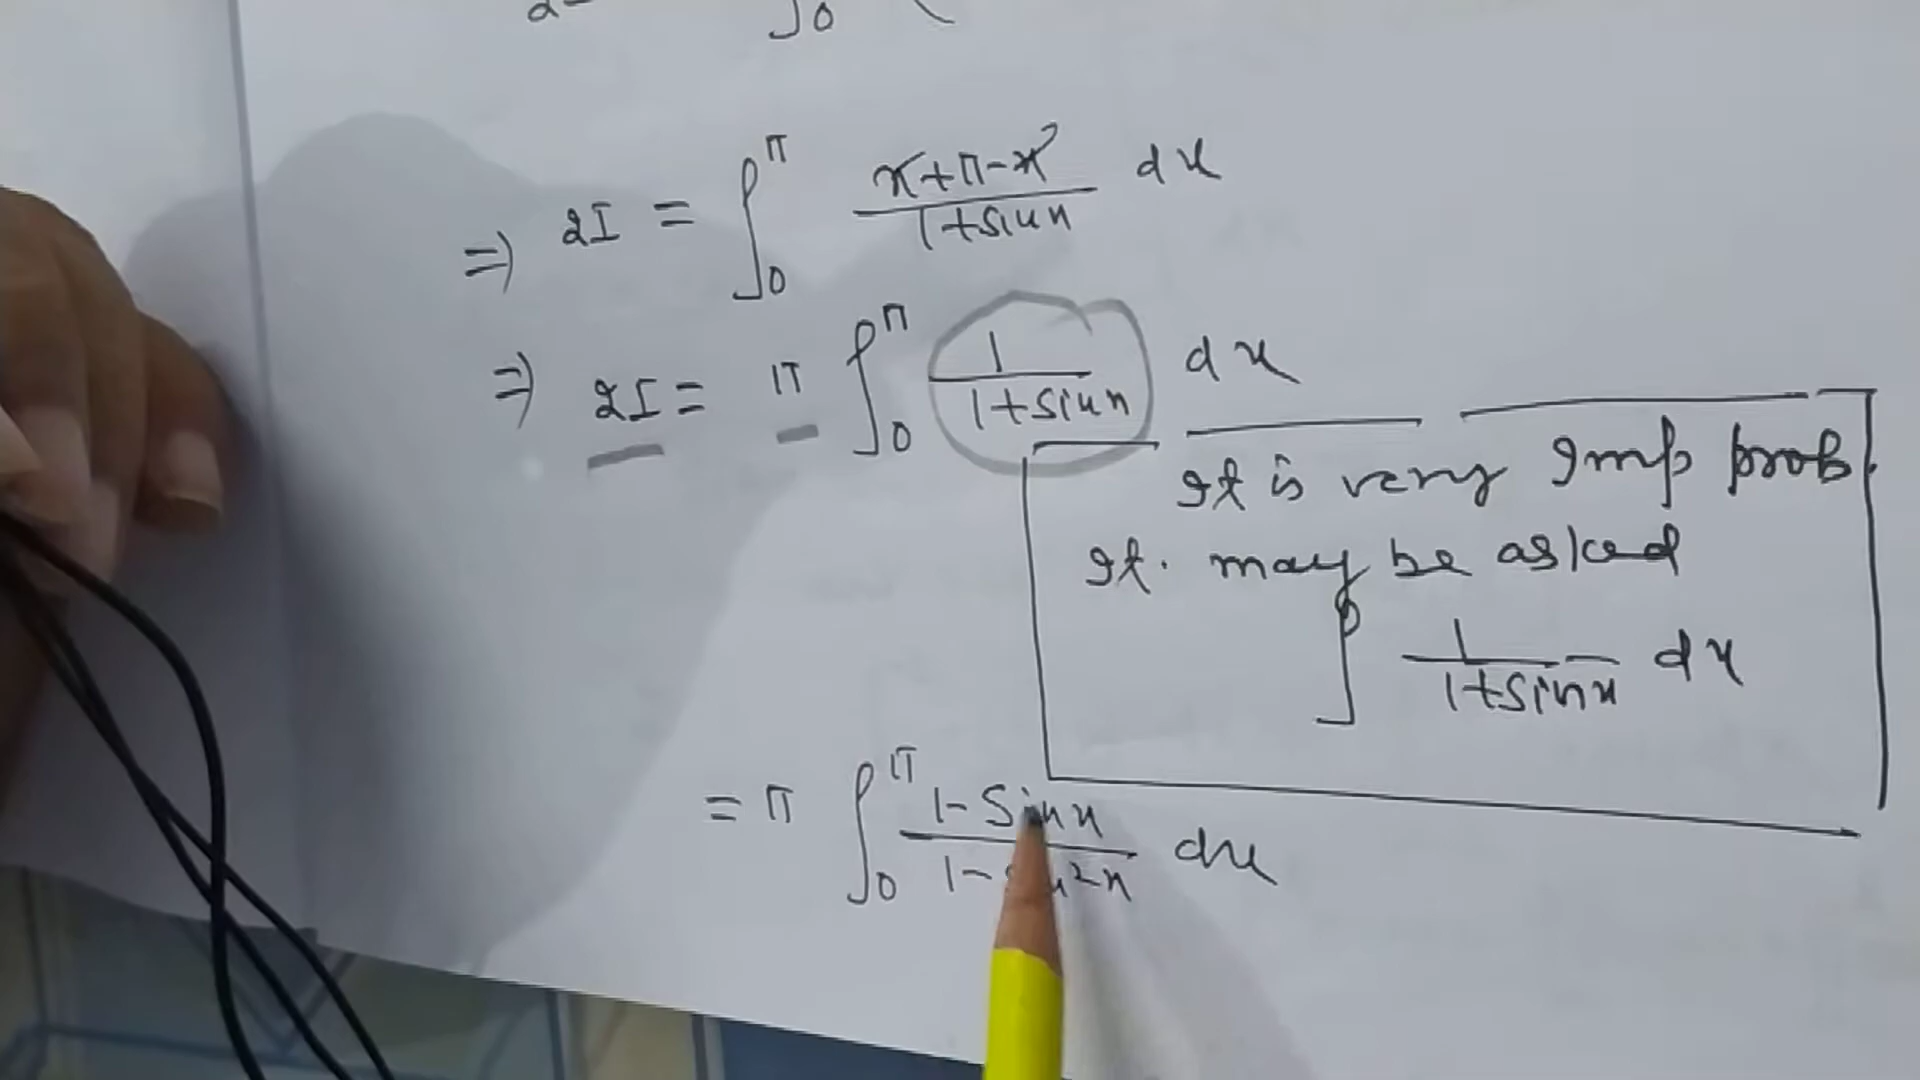 ⇒ 2I = ∫₀^π (x+π-x)/(1+sinx) dx
⇒ 2I = π ∫₀^π 1/(1+sinx) dx
It is very Imp prob.
It. may be asked
∫ 1/(1+sinx) dx
= π ∫₀^π (1-Sinx)/(1-sin²x) dx